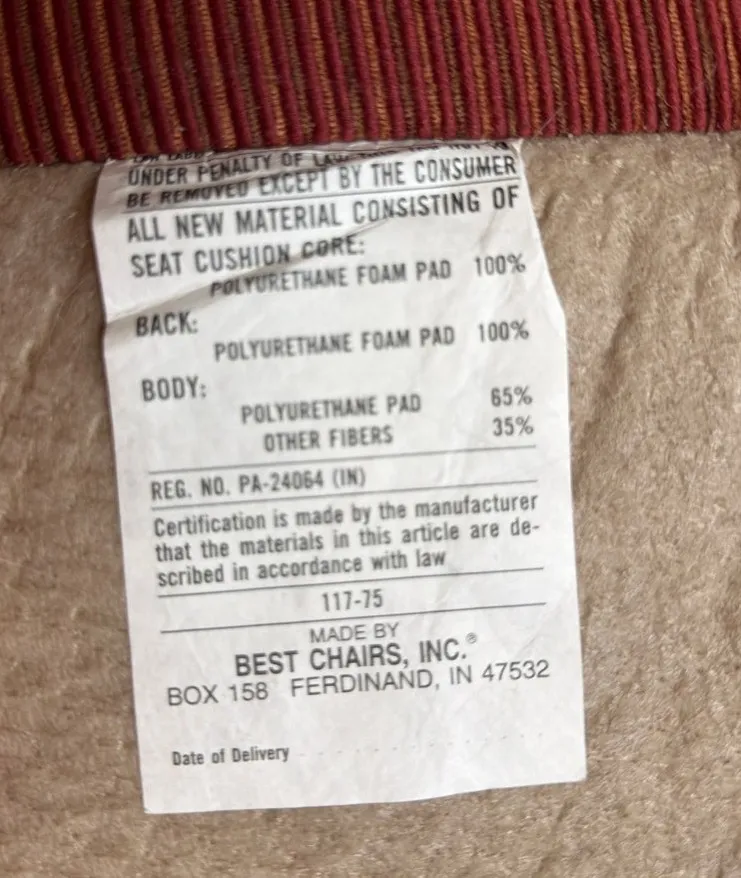 UNDER PENALTY OF LAW
BE REMOVED EXCEPT BY THE CONSUMER
ALL NEW MATERIAL CONSISTING OF
SEAT CUSHION CORE:
POLYURETHANE FOAM PAD 100%
BACK:
POLYURETHANE FOAM PAD 100%
BODY:
POLYURETHANE PAD 65%
OTHER FIBERS 35%
REG. NO. PA-24064 (IN)
Certification is made by the manufacturer
that the materials in this article are de-
scribed in accordance with law
117-75
MADE BY
BEST CHAIRS, INC.®
BOX 158 FERDINAND, IN 47532
Date of Delivery